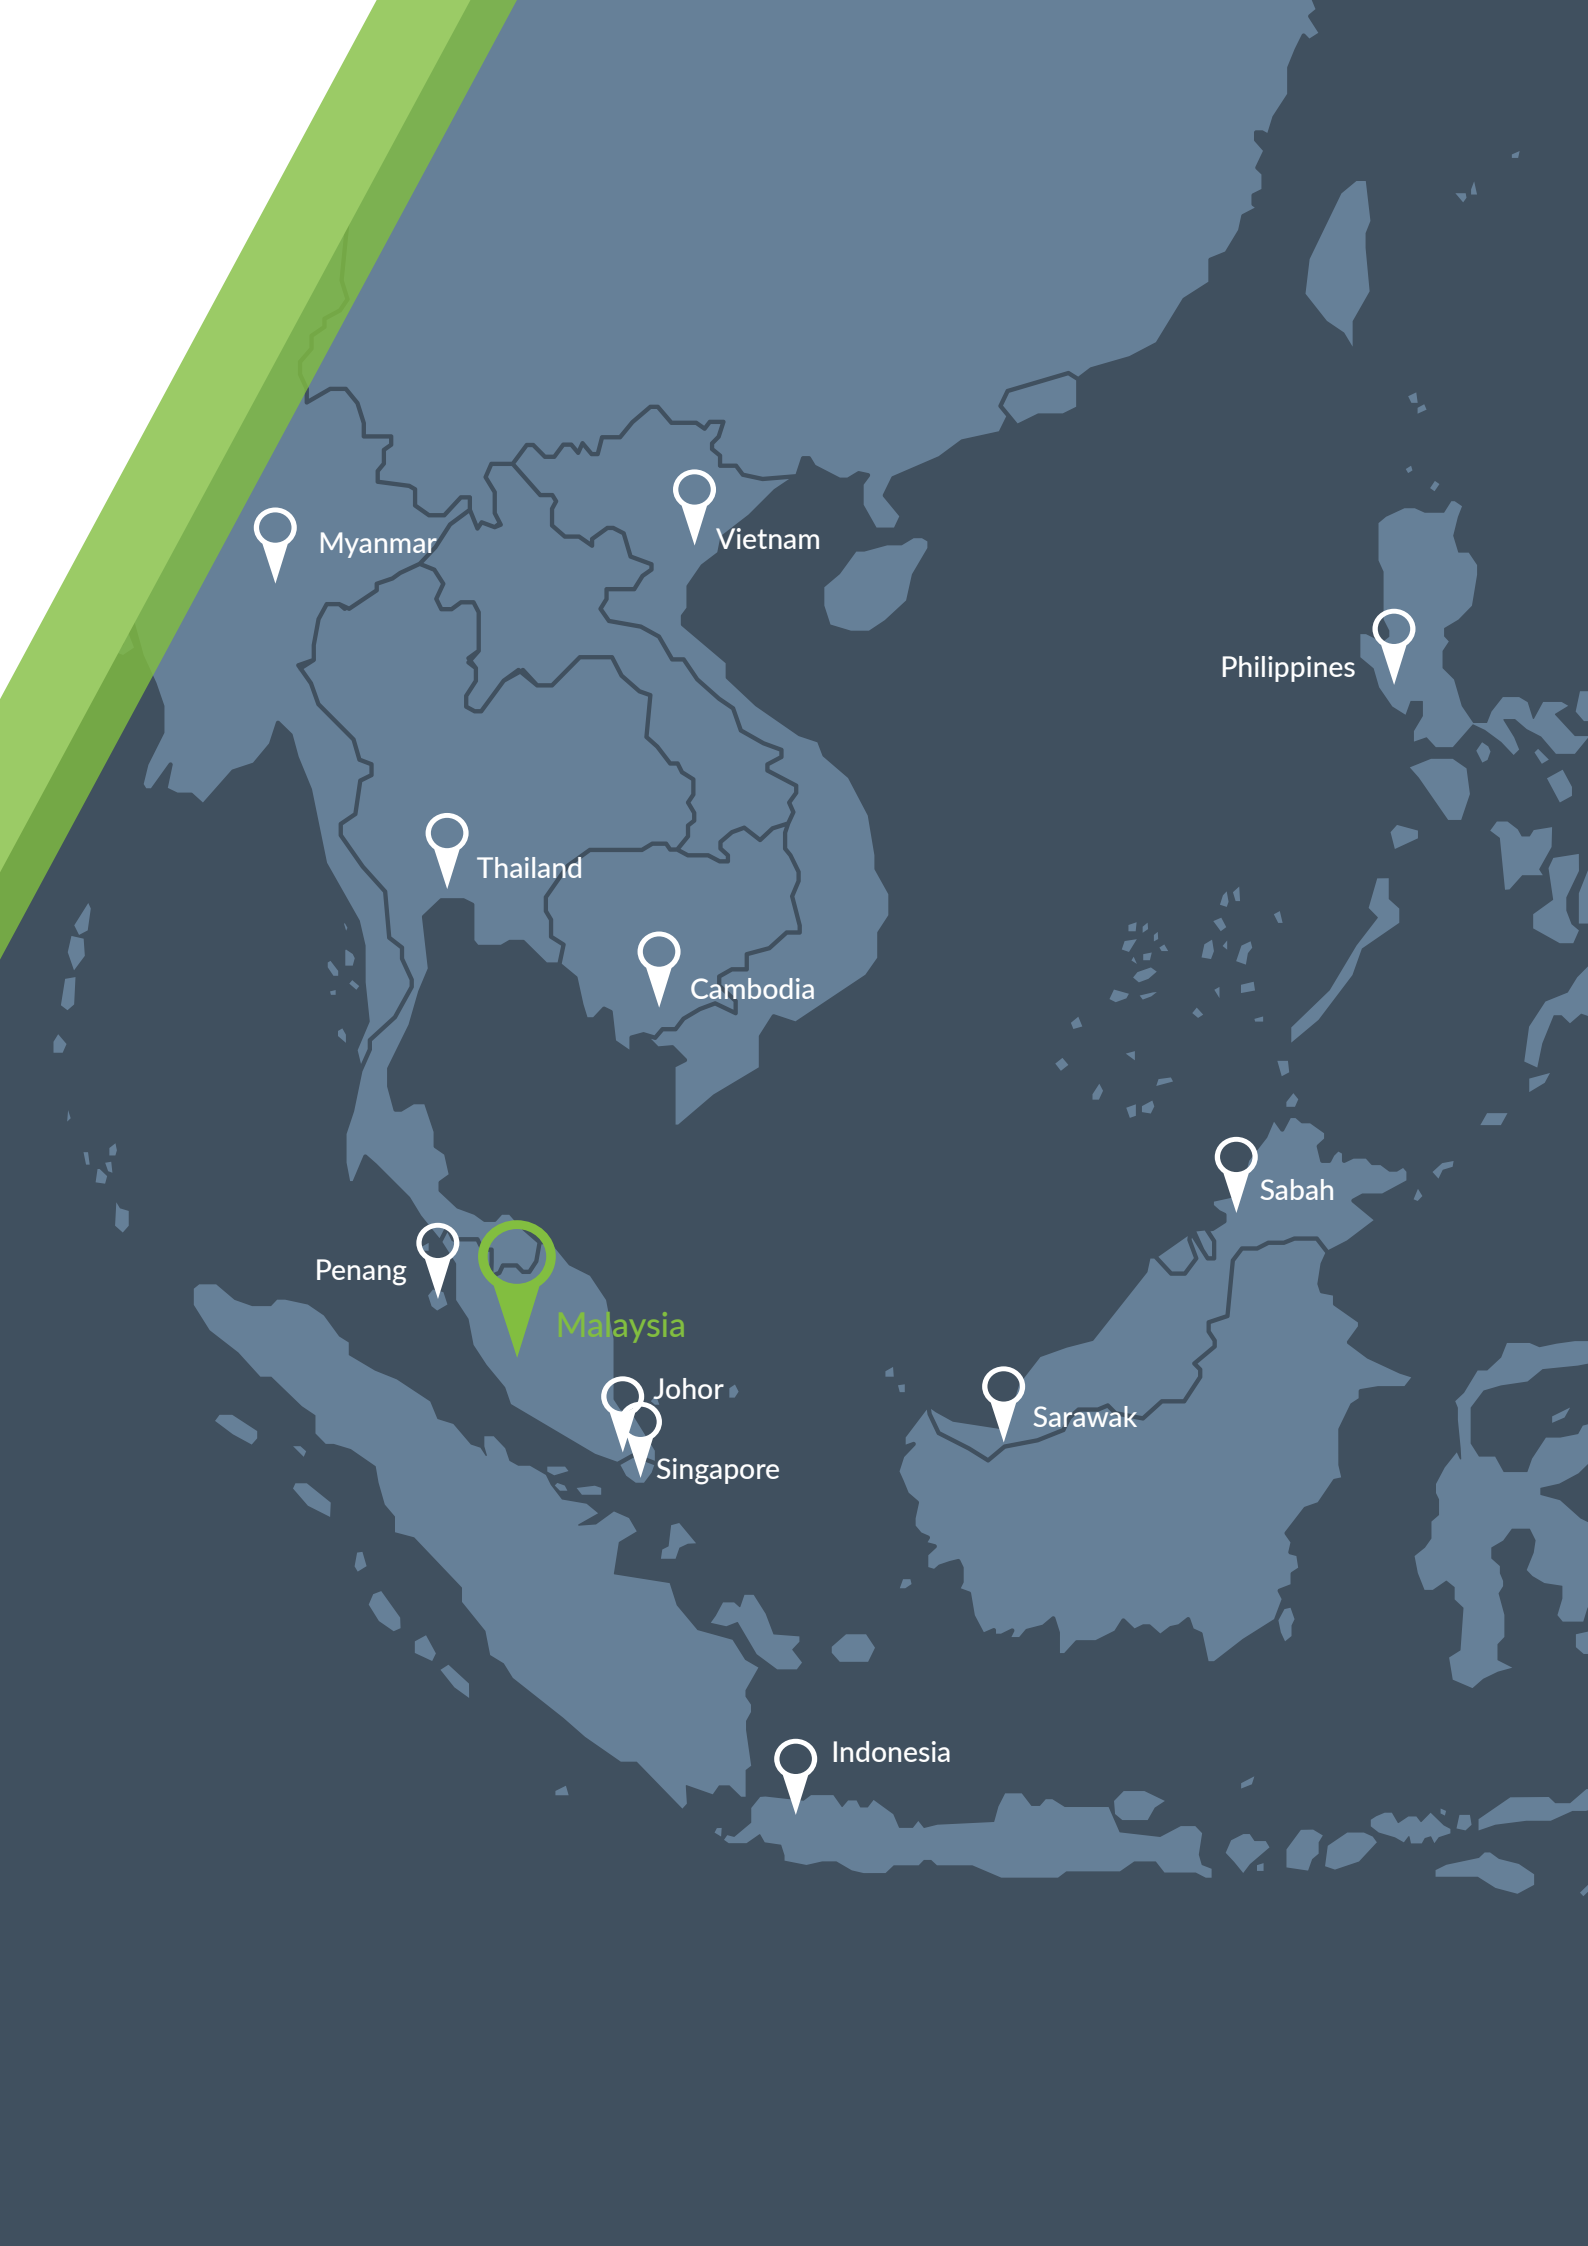 Vietnam
Myanmar
Philippines
Thailand
Cambodia
Sabah
Penang
Malaysia
Johor
Sarawak
Singapore
Indonesia